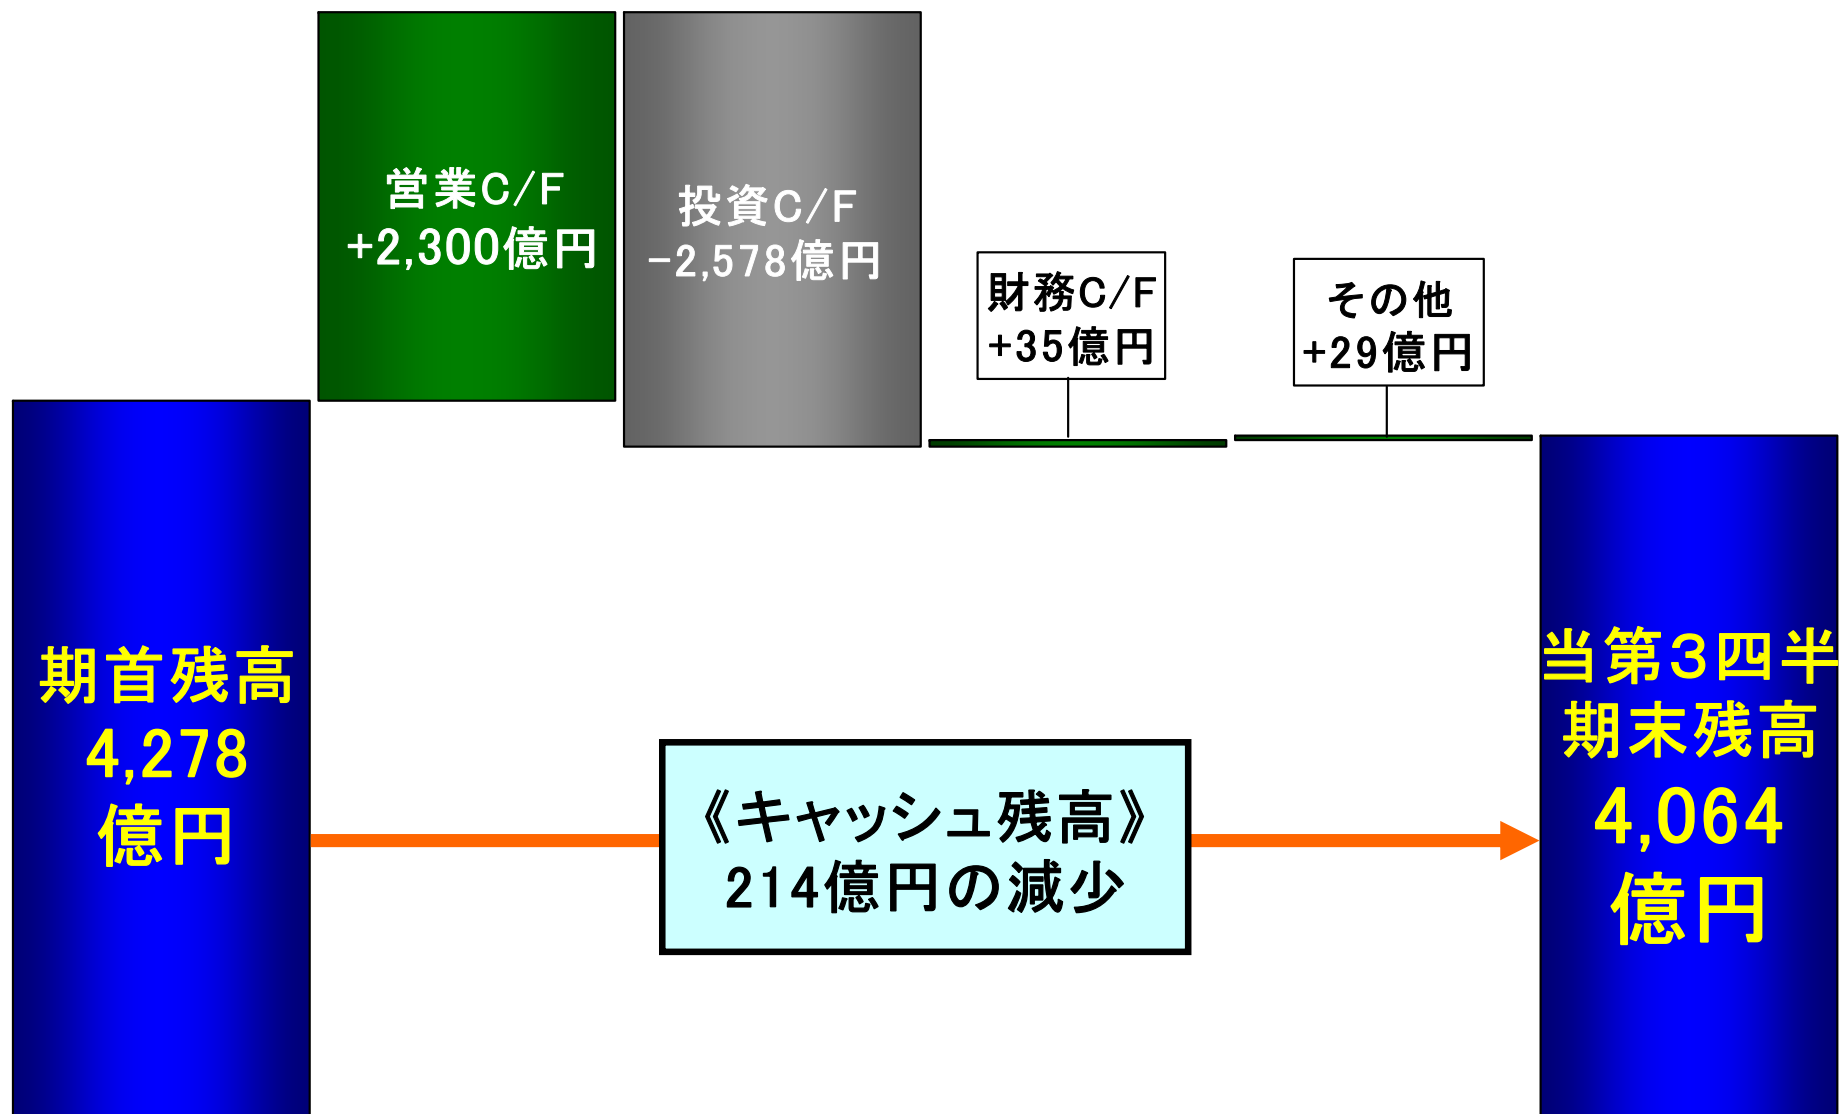 営業C/F
+2,300億円
投資C/F
-2,578億円
財務C/F
+35億円
その他
+29億円
期首残高
4,278
億円
《キャッシュ残高》
214億円の減少
当第3四半
期末残高
4,064
億円